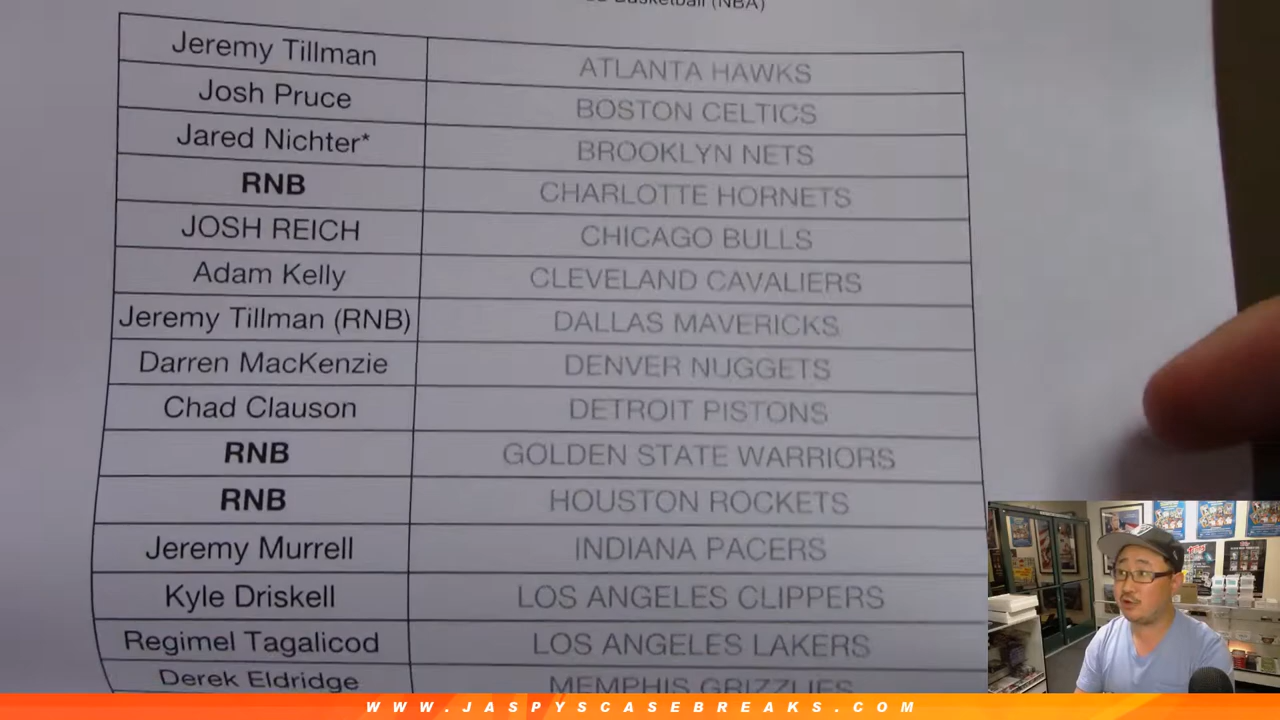 Basketball (NBA)
Jeremy Tillman ATLANTA HAWKS
Josh Pruce BOSTON CELTICS
Jared Nichter* BROOKLYN NETS
RNB CHARLOTTE HORNETS
JOSH REICH CHICAGO BULLS
Adam Kelly CLEVELAND CAVALIERS
Jeremy Tillman (RNB) DALLAS MAVERICKS
Darren MacKenzie DENVER NUGGETS
Chad Clauson DETROIT PISTONS
RNB GOLDEN STATE WARRIORS
RNB HOUSTON ROCKETS
Jeremy Murrell INDIANA PACERS
Kyle Driskell LOS ANGELES CLIPPERS
Regimel Tagalicod LOS ANGELES LAKERS
Derek Eldridge MEMPHIS GRIZZLIES
WWW.JASPYSCASEBREAKS.COM